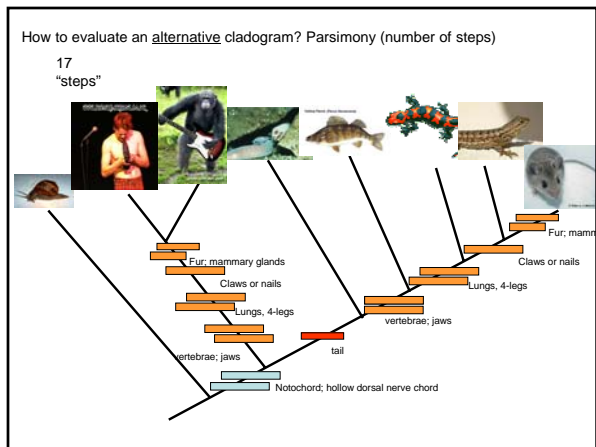 How to evaluate an alternative cladogram? Parsimony (number of steps)
17
“steps”
Fur; mammary glands
Claws or nails
Lungs, 4-legs
vertebrae; jaws
Fur; mamm
Claws or nails
Lungs, 4-legs
vertebrae; jaws
tail
Notochord; hollow dorsal nerve chord